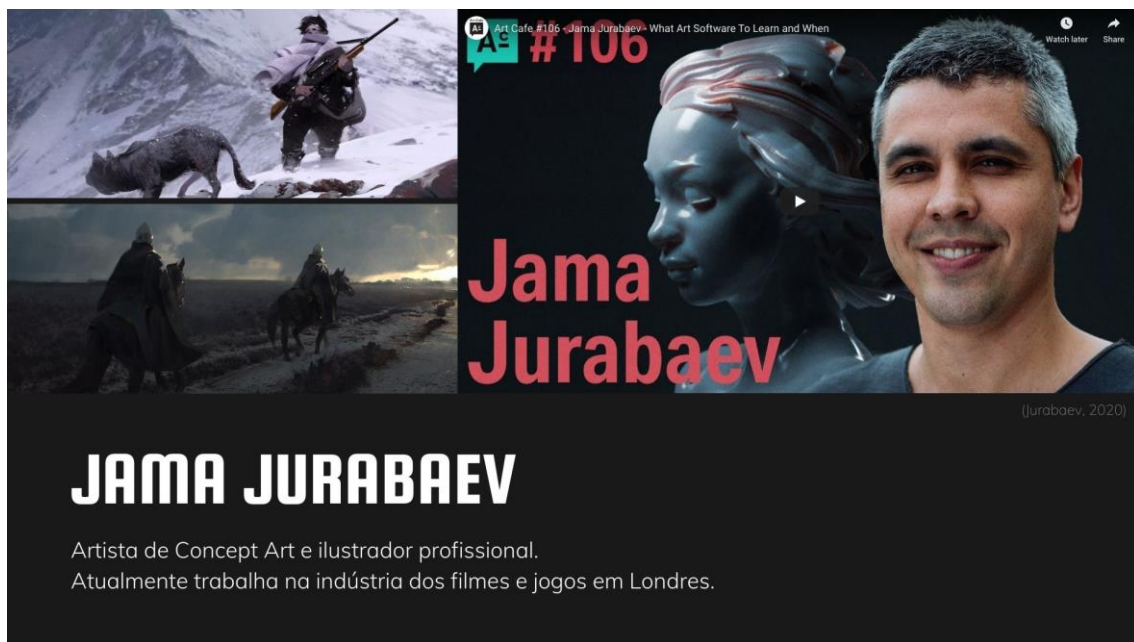 Art Cafe #106 - Jama Jurabaev - What Art Software To Learn and When
Watch later
Share
#106
Jama
Jurabaev
(Jurabaev, 2020)
JAMA JURABAEV
Artista de Concept Art e ilustrador profissional.
Atualmente trabalha na indústria dos filmes e jogos em Londres.